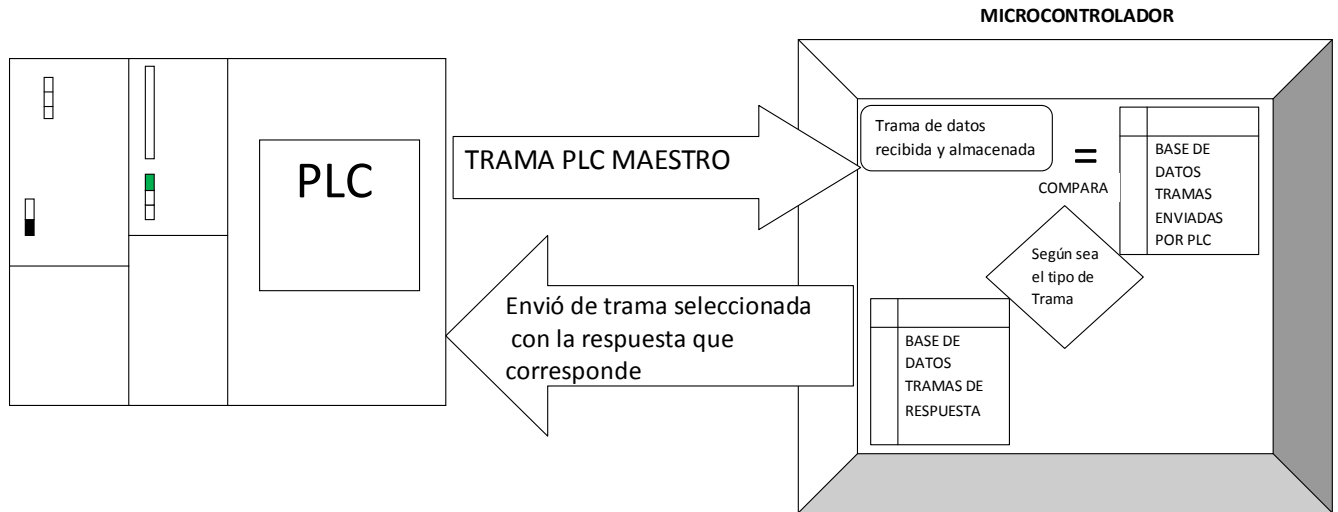 MICROCONTROLADOR
PLC
TRAMA PLC MAESTRO
Trama de datos
recibida y almacenada
=
COMPARA
BASE DE
DATOS
TRAMAS
ENVIADAS
POR PLC
Según sea
el tipo de
Trama
Envió de trama seleccionada
con la respuesta que
corresponde
BASE DE
DATOS
TRAMAS DE
RESPUESTA